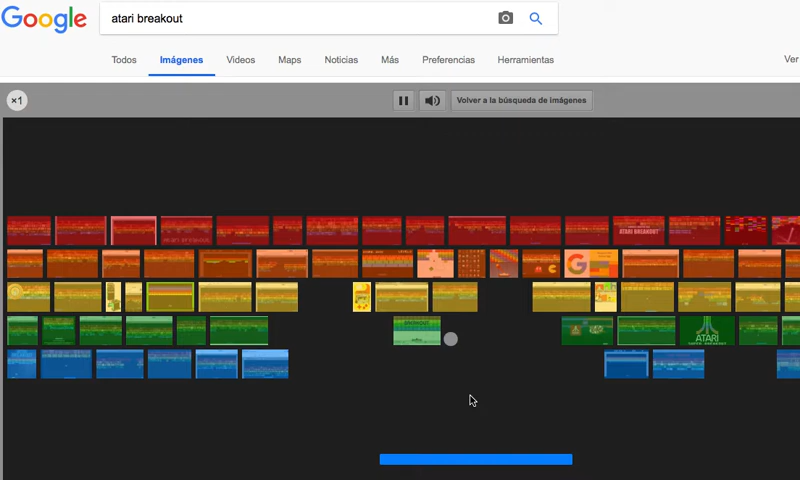 Google
atari breakout
Todos
Imágenes
Videos
Maps
Noticias
Más
Preferencias
Herramientas
Ver
×1
Volver a la búsqueda de imágenes
ATARI BREAKOUT
G
BREAKOUT
ATARI